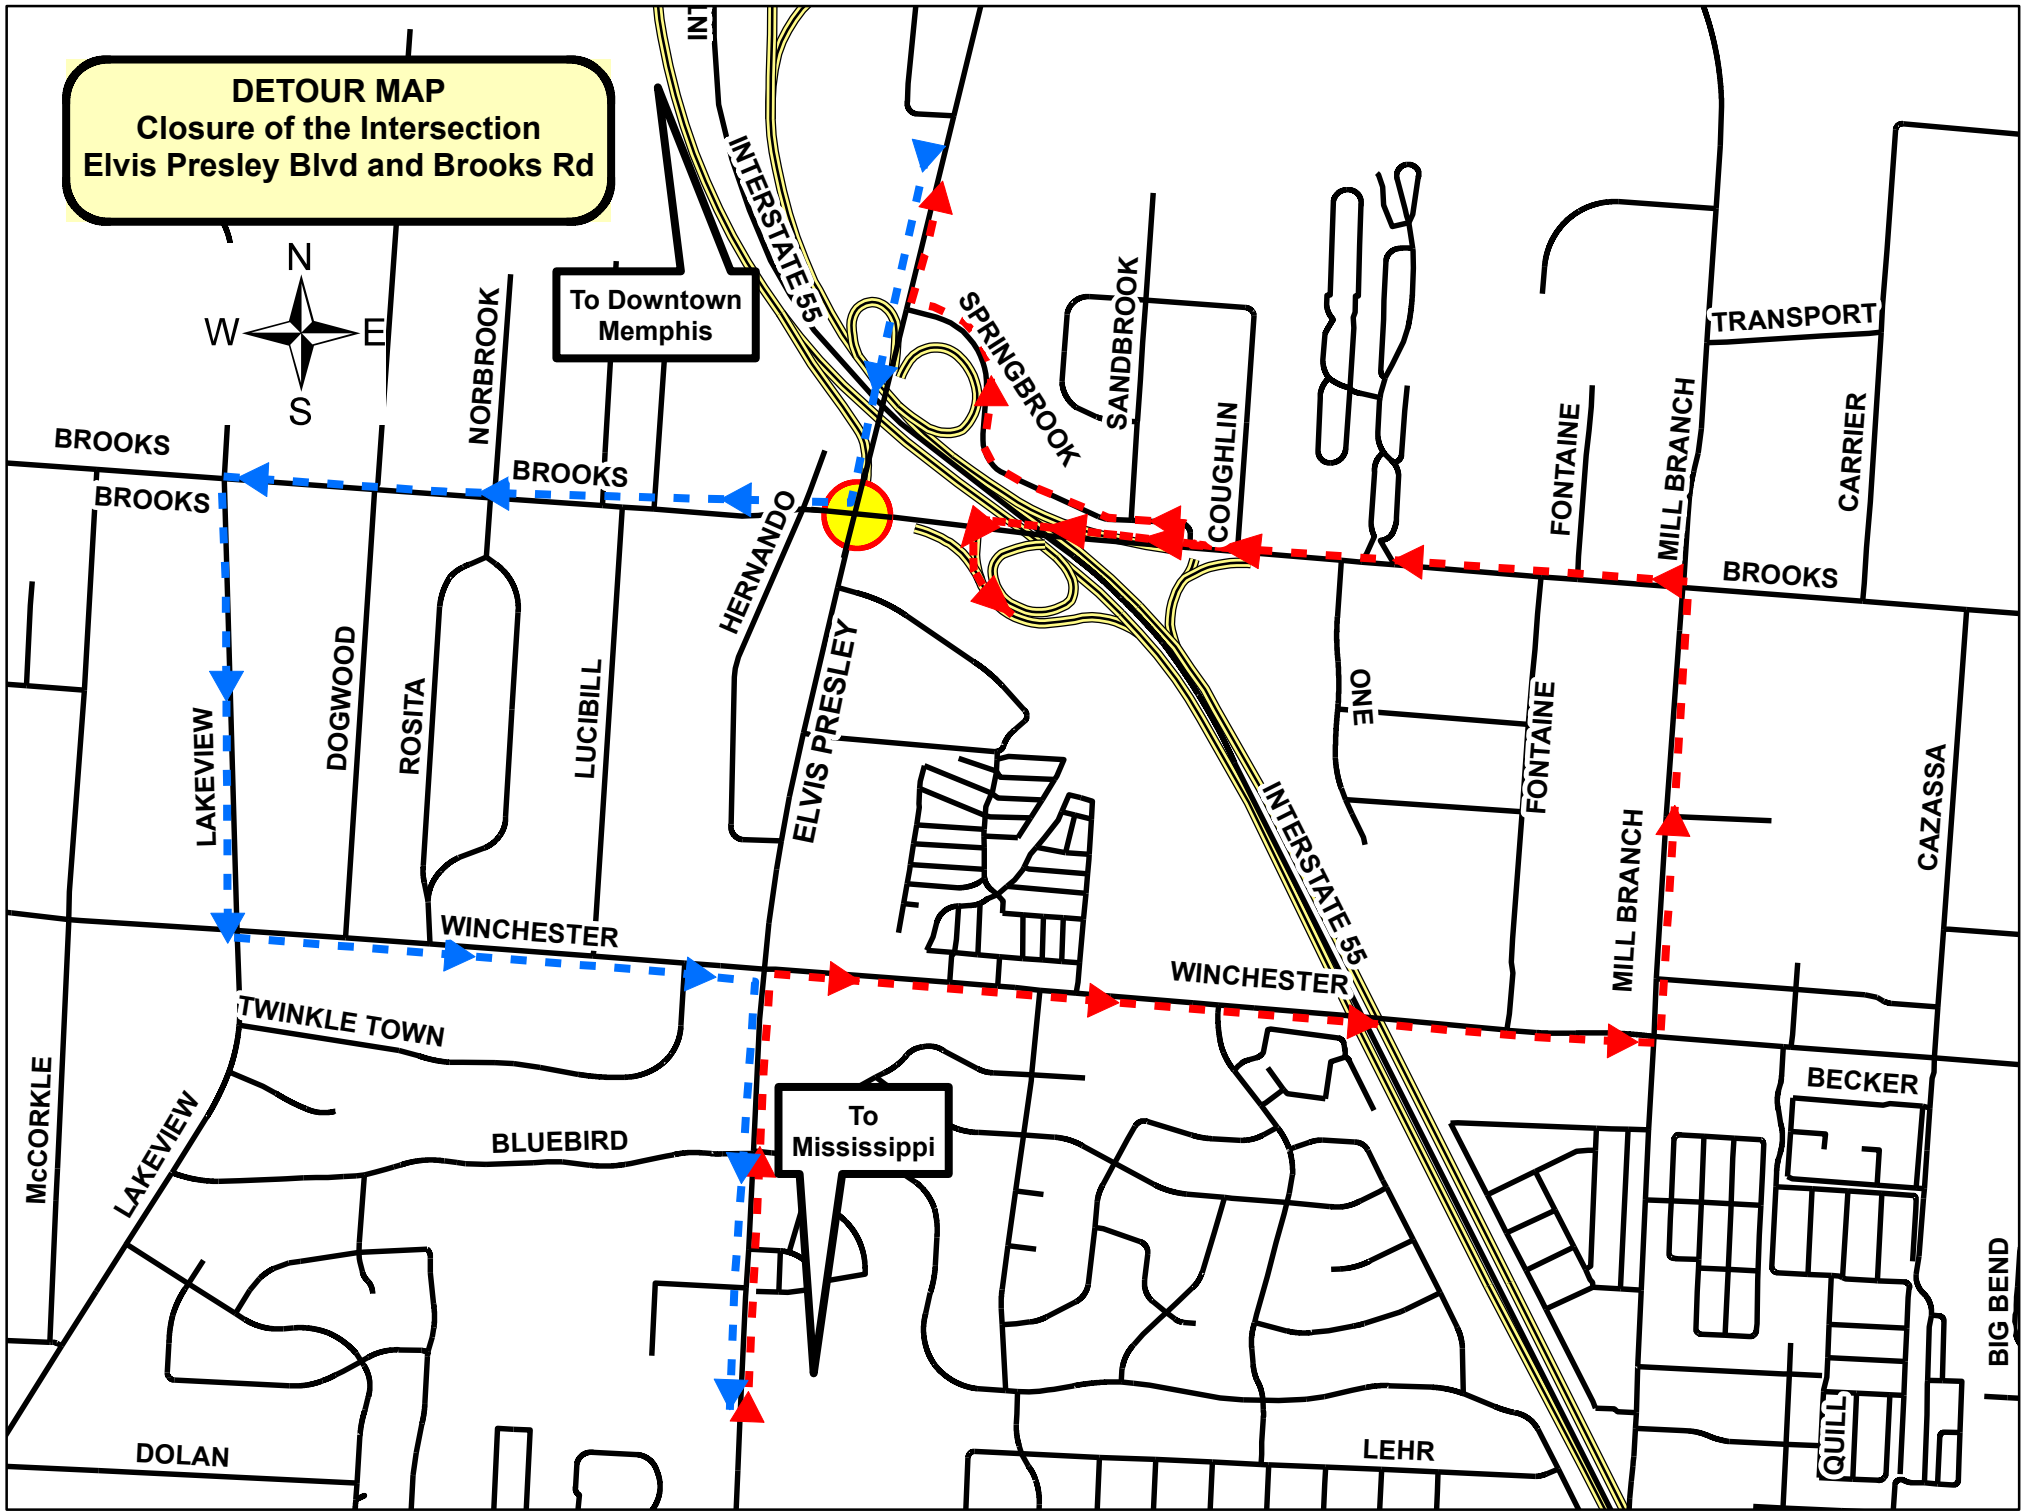 DETOUR MAP
Closure of the Intersection
Elvis Presley Blvd and Brooks Rd
INT
INTERSTATE 55
N
W
E
S
To Downtown
Memphis
NORBROOK
SPRINGBROOK
SANDBROOK
COUGHLIN
TRANSPORT
FONTAINE
MILL BRANCH
CARRIER
BROOKS
BROOKS
BROOKS
BROOKS
HERNANDO
ELVIS PRESLEY
LAKEVIEW
DOGWOOD
ROSITA
LUCIBILL
ONE
FONTAINE
MILL BRANCH
CAZASSA
INTERSTATE 55
WINCHESTER
WINCHESTER
TWINKLE TOWN
McCORKLE
LAKEVIEW
BLUEBIRD
To
Mississippi
BECKER
BIG BEND
QUILL
DOLAN
LEHR